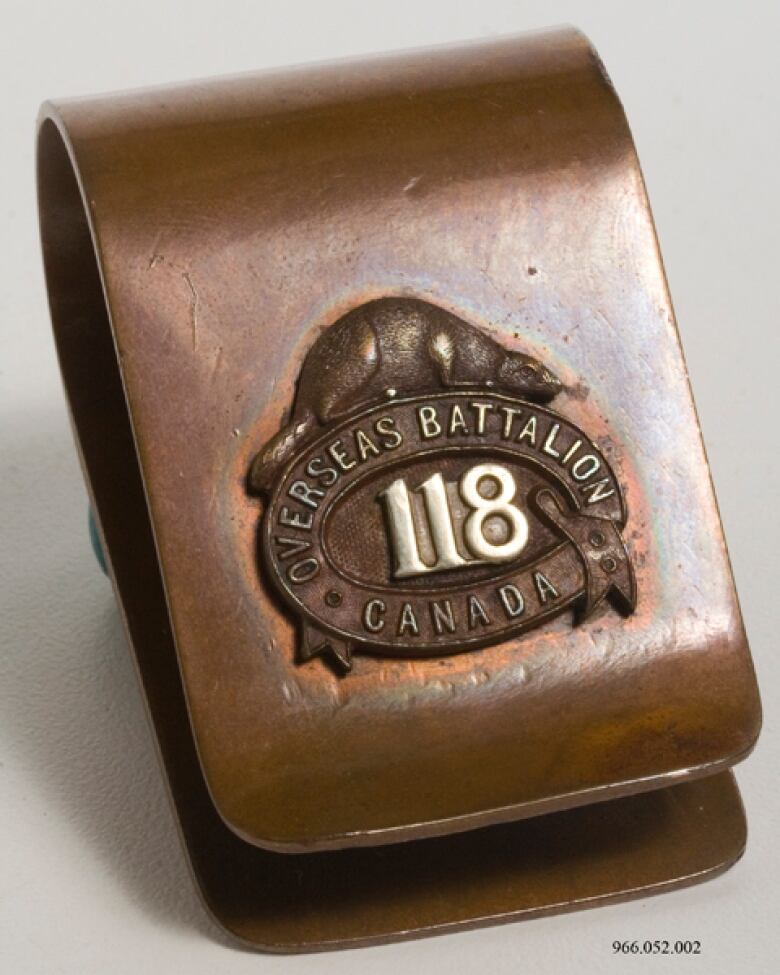 OVERSEAS BATTALION
118
CANADA
966.052.002